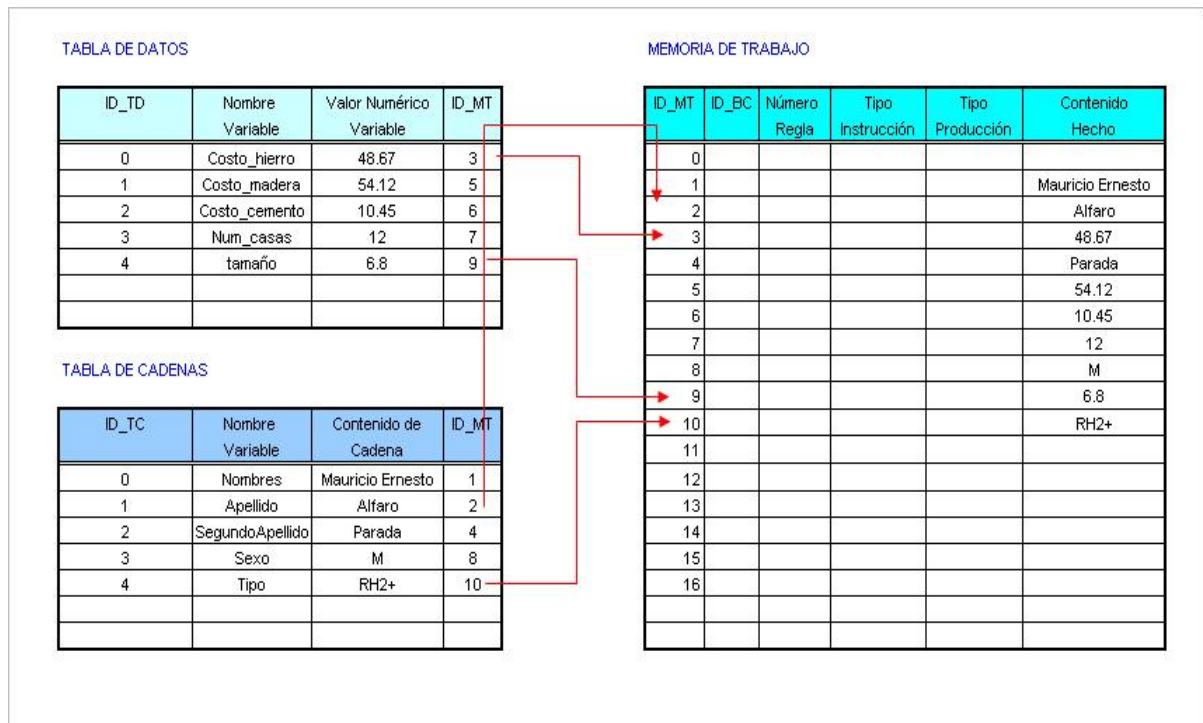 TABLA DE DATOS
ID_TD Nombre Variable Valor Numérico Variable ID_MT
0 Costo_hierro 48.67 3
1 Costo_madera 54.12 5
2 Costo_cemento 10.45 6
3 Num_casas 12 7
4 tamaño 6.8 9
TABLA DE CADENAS
ID_TC Nombre Variable Contenido de Cadena ID_MT
0 Nombres Mauricio Ernesto 1
1 Apellido Alfaro 2
2 SegundoApellido Parada 4
3 Sexo M 8
4 Tipo RH2+ 10
MEMORIA DE TRABAJO
ID_MT ID_BC Número Regla Tipo Instrucción Tipo Producción Contenido Hecho
0
1 Mauricio Ernesto
2 Alfaro
3 48.67
4 Parada
5 54.12
6 10.45
7 12
8 M
9 6.8
10 RH2+
11
12
13
14
15
16